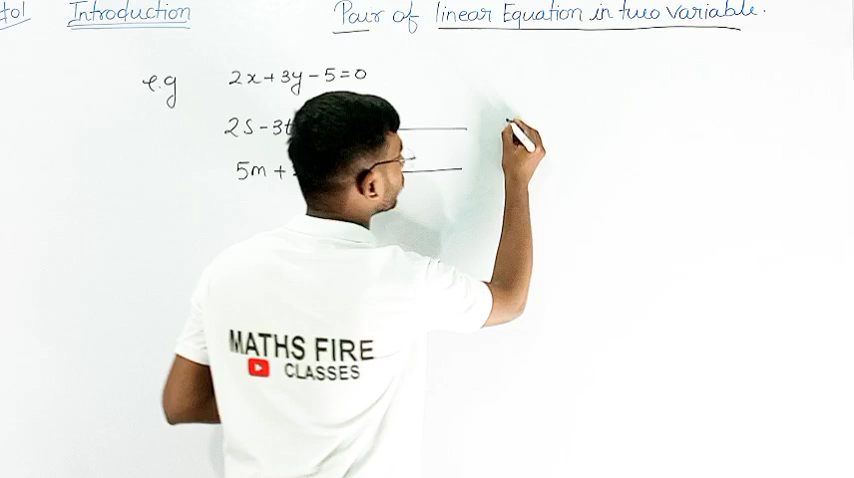 Introduction Pair of linear Equation in two variable.
e.g 2x+3y-5=0
2s-3t
5m+
MATHS FIRE
CLASSES